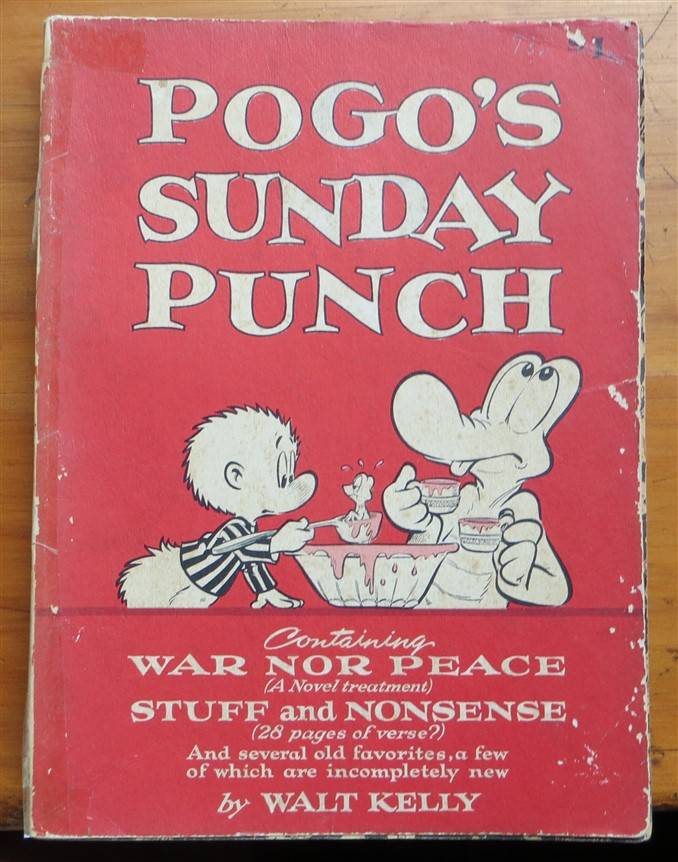 POGO'S
SUNDAY
PUNCH
Containing
WAR NOR PEACE
(A Novel treatment)
STUFF and NONSENSE
(28 pages of verse?)
And several old favorites, a few
of which are incompletely new
by WALT KELLY